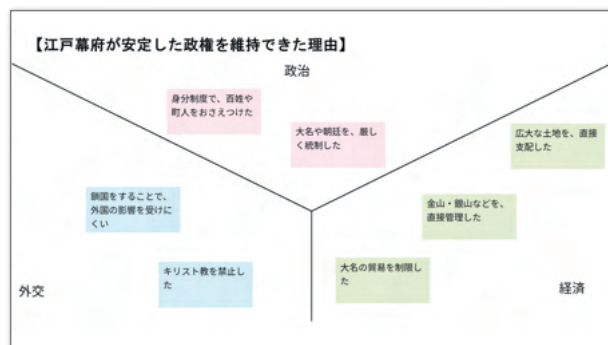 【江戸幕府が安定した政権を維持できた理由】
政治
身分制度で、百姓や
町人をおさえつけた
大名や朝廷を、厳し
く統制した
広大な土地を、直接
支配した
鎖国をすることで、
外国の影響を受けに
くい
金山・銀山などを、
直接管理した
キリスト教を禁止し
た
大名の貿易を制限し
た
外交
経済